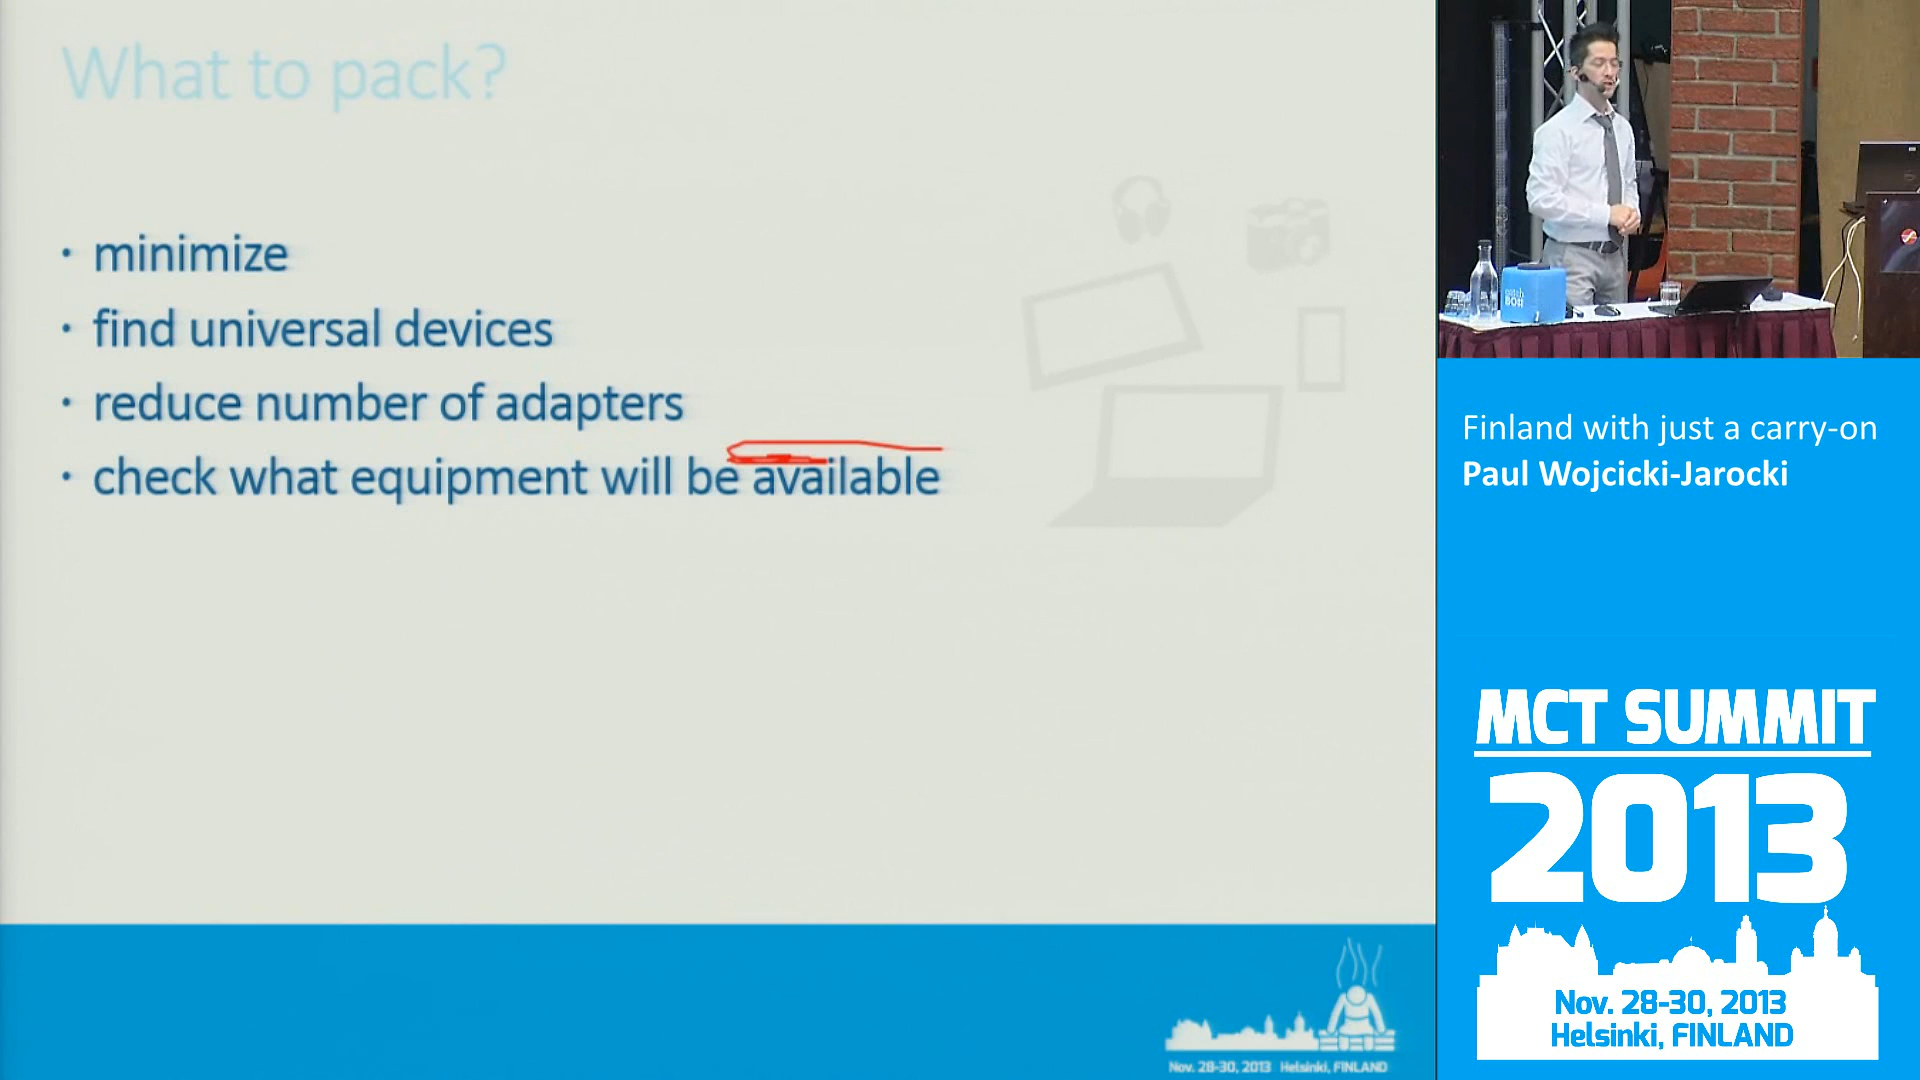 What to pack?
· minimize
· find universal devices
· reduce number of adapters
· check what equipment will be available
Nov. 28-30, 2013 Helsinki, FINLAND
Finland with just a carry-on
Paul Wojcicki-Jarocki
MCT SUMMIT
2013
Nov. 28-30, 2013
Helsinki, FINLAND